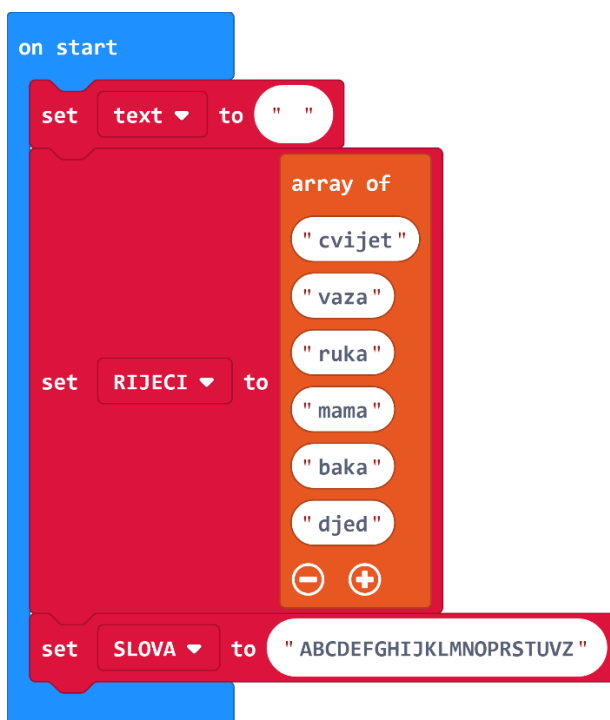 on start
set text to " "
array of
"cvijet"
"vaza"
"ruka"
set RIJECI to
"mama"
"baka"
"djed"
set SLOVA to "ABCDEFGHIJKLMNOPRSTUVZ"